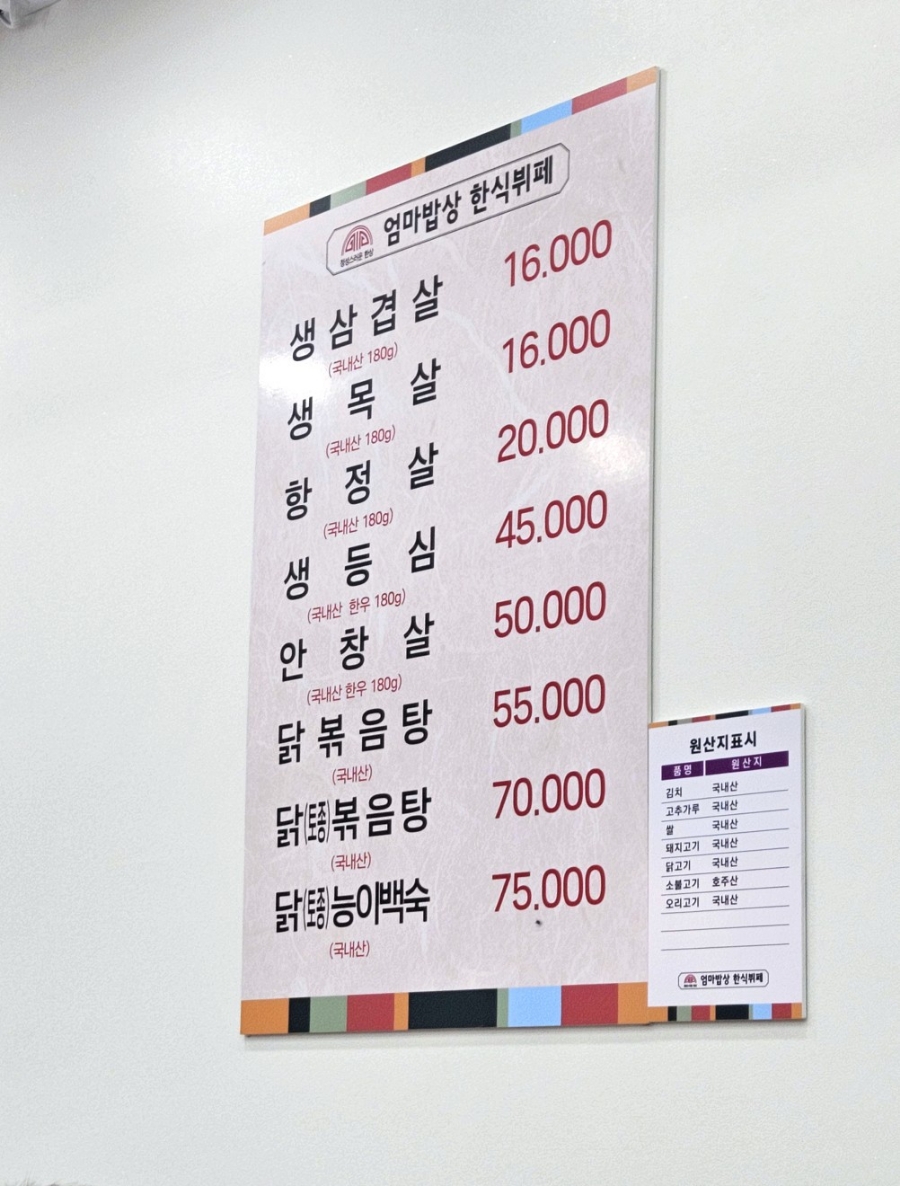 엄마밥상 한식뷔페
정성스러운 한상
생삼겹살 16.000
(국내산 180g)
생목살 16.000
(국내산 180g)
항정살 20.000
(국내산 180g)
생등심 45.000
(국내산 한우 180g)
안창살 50.000
(국내산 한우 180g)
닭볶음탕 55.000
(국내산)
닭(토종)볶음탕 70.000
(국내산)
닭(토종)능이백숙 75.000
(국내산)
원산지표시
품명 원산지
김치 국내산
고추가루 국내산
쌀 국내산
돼지고기 국내산
닭고기 국내산
소불고기 호주산
오리고기 국내산
엄마밥상 한식뷔페